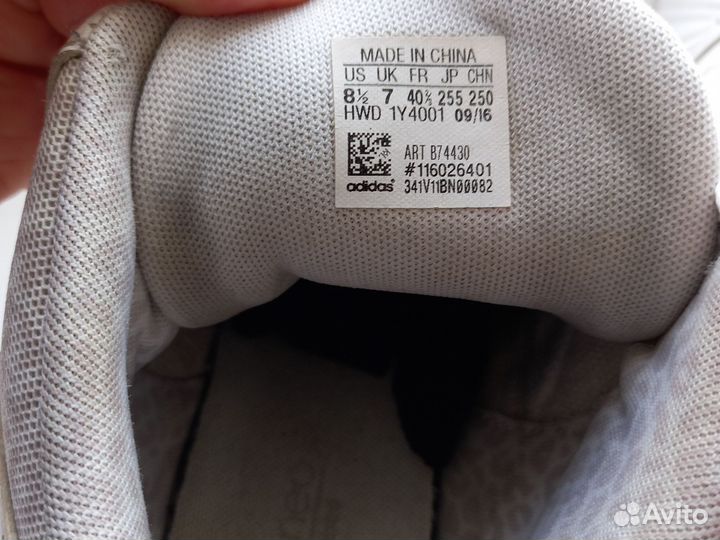 MADE IN CHINA
US UK FR JP CHN
8½ 7 40⅔ 255 250
HWD 1Y4001 09/16
ART B74430
#116026401
adidas® 341V11BN00082
Avito